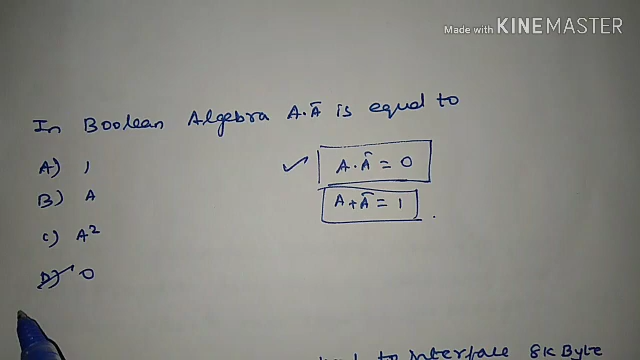 Made with KINEMASTER
In Boolean Algebra A.Ā is equal to
A) 1
A.Ā = 0
B) A
A+Ā = 1
C) A²
D) 0
to interface 8K Byte